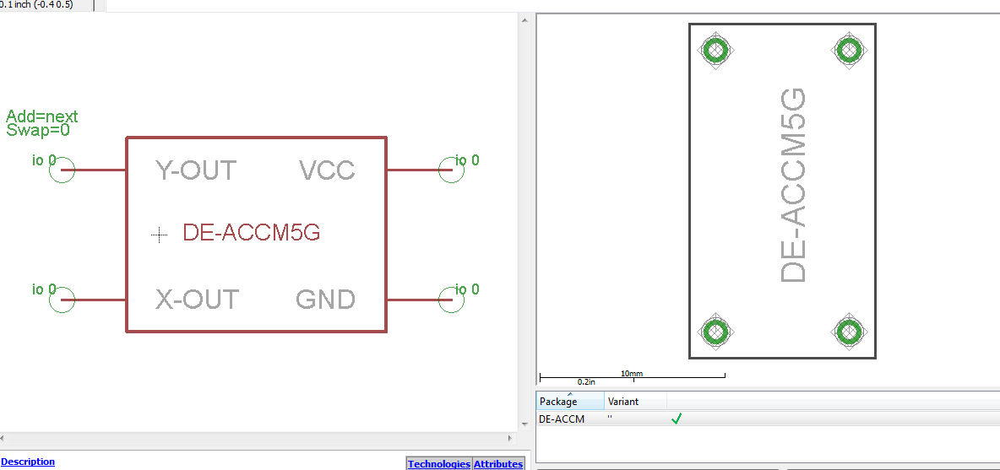 0.1 inch (-0.4 0.5)
Add=next
Swap=0
io 0
io 0
Y-OUT VCC
DE-ACCM5G
io 0
io 0
X-OUT GND
DE-ACCM5G
10mm
0.2in
Package Variant
DE-ACCM ''
Description
Technologies Attributes